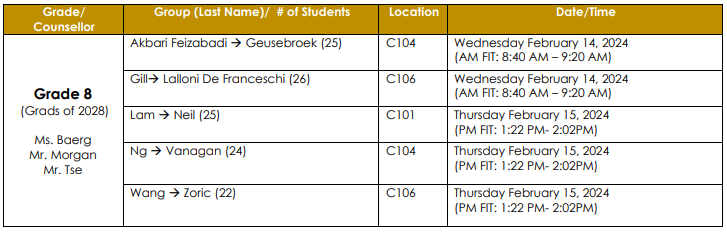 Grade/ Counsellor
Group (Last Name)/ # of Students
Location
Date/Time
Grade 8
(Grads of 2028)
Ms. Baerg
Mr. Morgan
Mr. Tse
Akbari Feizabadi → Geusebroek (25)
C104
Wednesday February 14, 2024
(AM FIT: 8:40 AM – 9:20 AM)
Gill→ Lalloni De Franceschi (26)
C106
Wednesday February 14, 2024
(AM FIT: 8:40 AM – 9:20 AM)
Lam → Neil (25)
C101
Thursday February 15, 2024
(PM FIT: 1:22 PM- 2:02PM)
Ng → Vanagan (24)
C104
Thursday February 15, 2024
(PM FIT: 1:22 PM- 2:02PM)
Wang → Zoric (22)
C106
Thursday February 15, 2024
(PM FIT: 1:22 PM- 2:02PM)